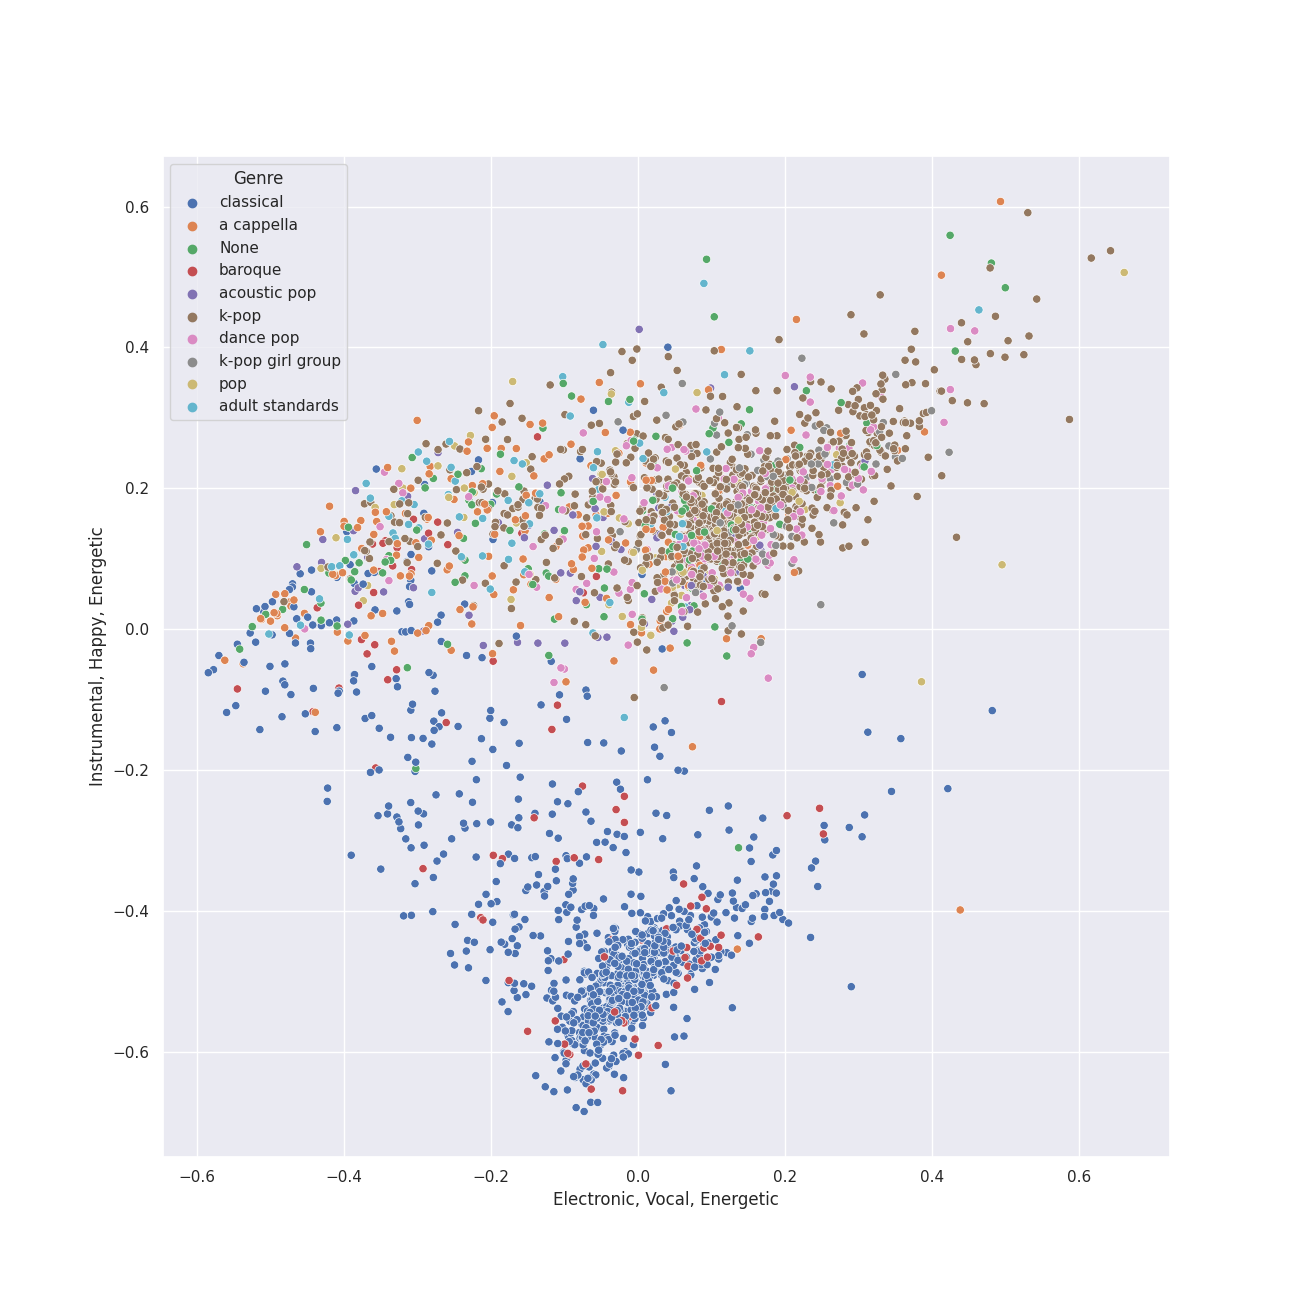 Genre
classical
a cappella
None
baroque
acoustic pop
k-pop
dance pop
k-pop girl group
pop
adult standards
0.6
0.4
0.2
0.0
−0.2
−0.4
−0.6
Instrumental, Happy, Energetic
−0.6 −0.4 −0.2 0.0 0.2 0.4 0.6
Electronic, Vocal, Energetic